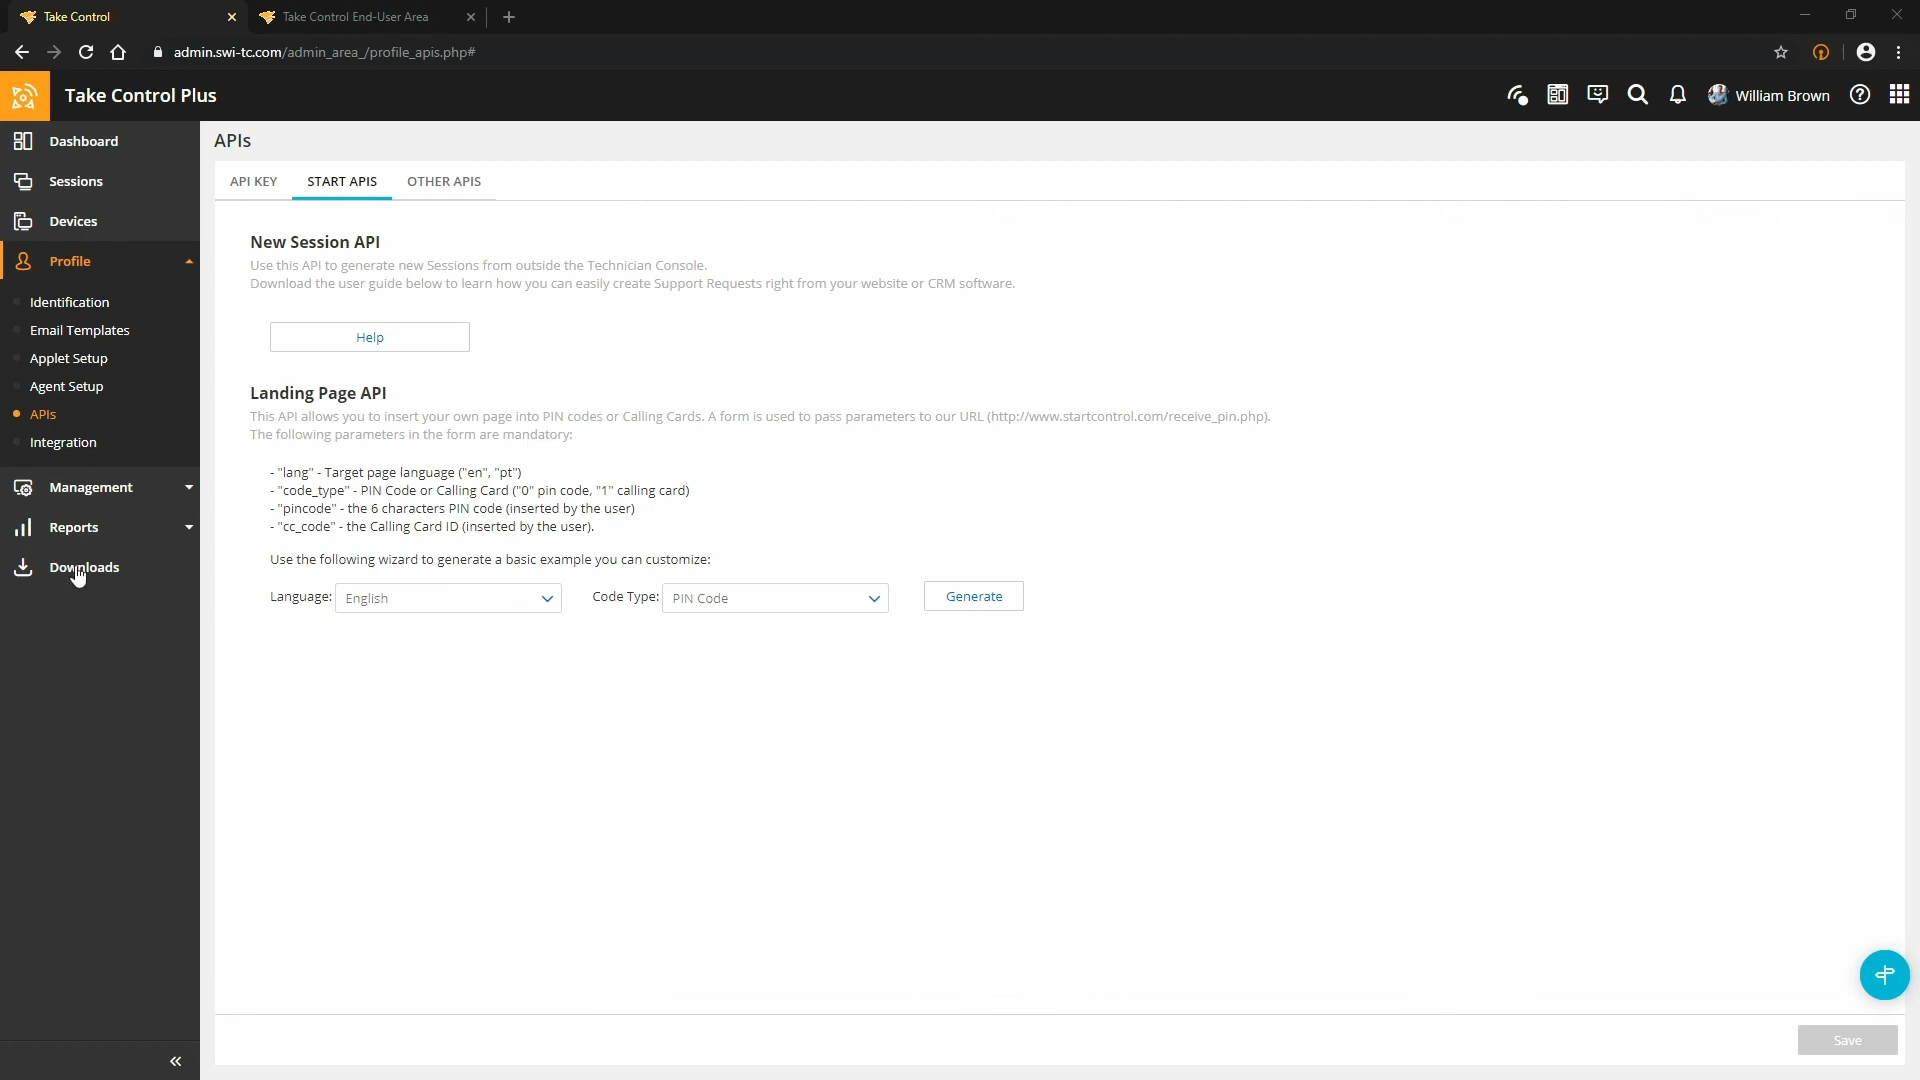 Take Control
Take Control End-User Area
admin.swi-tc.com/admin_area_/profile_apis.php#
Take Control Plus
William Brown
Dashboard
Sessions
Devices
Profile
Identification
Email Templates
Applet Setup
Agent Setup
APIs
Integration
Management
Reports
Downloads
APIs
API KEY
START APIS
OTHER APIS
New Session API
Use this API to generate new Sessions from outside the Technician Console.
Download the user guide below to learn how you can easily create Support Requests right from your website or CRM software.
Help
Landing Page API
This API allows you to insert your own page into PIN codes or Calling Cards. A form is used to pass parameters to our URL (http://www.startcontrol.com/receive_pin.php).
The following parameters in the form are mandatory:
- "lang" - Target page language ("en", "pt")
- "code_type" - PIN Code or Calling Card ("0" pin code, "1" calling card)
- "pincode" - the 6 characters PIN code (inserted by the user)
- "cc_code" - the Calling Card ID (inserted by the user).
Use the following wizard to generate a basic example you can customize:
Language: English
Code Type: PIN Code
Generate
Save